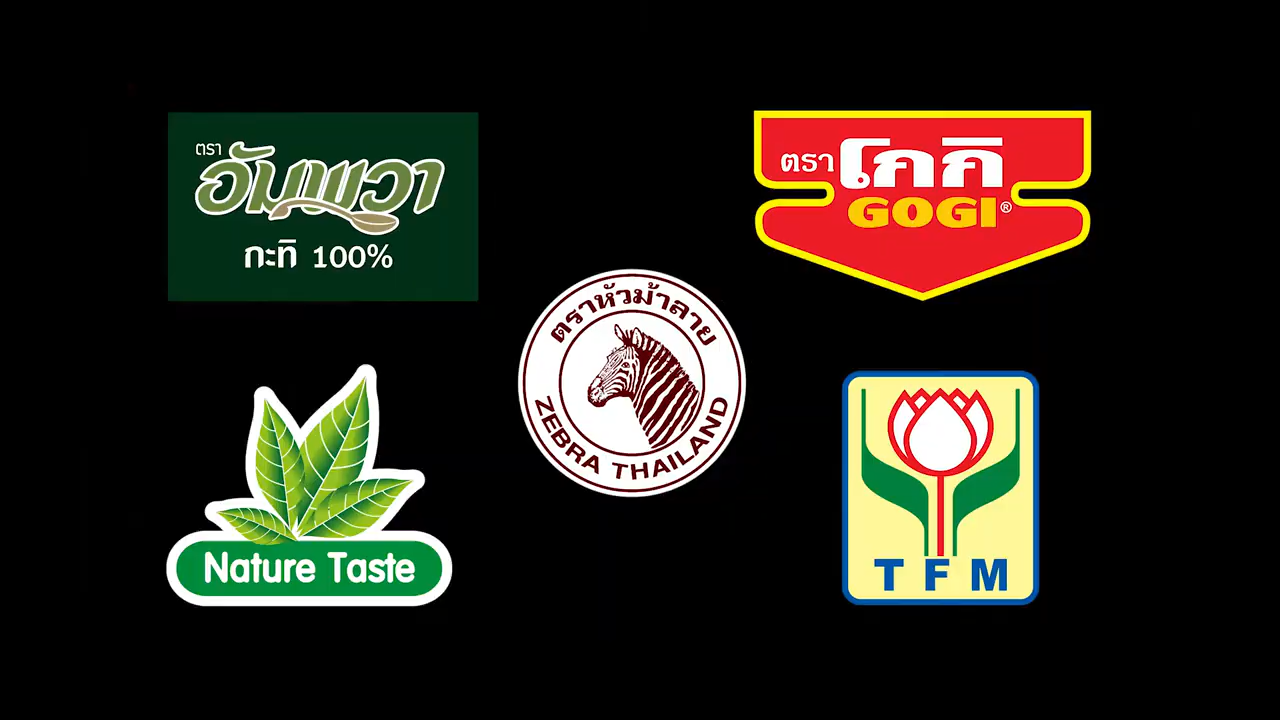 ตรา
อัมพวา
กะทิ 100%
ตรา โกกิ
GOGI®
ตราหัวม้าลาย
ZEBRA THAILAND
Nature Taste
TFM